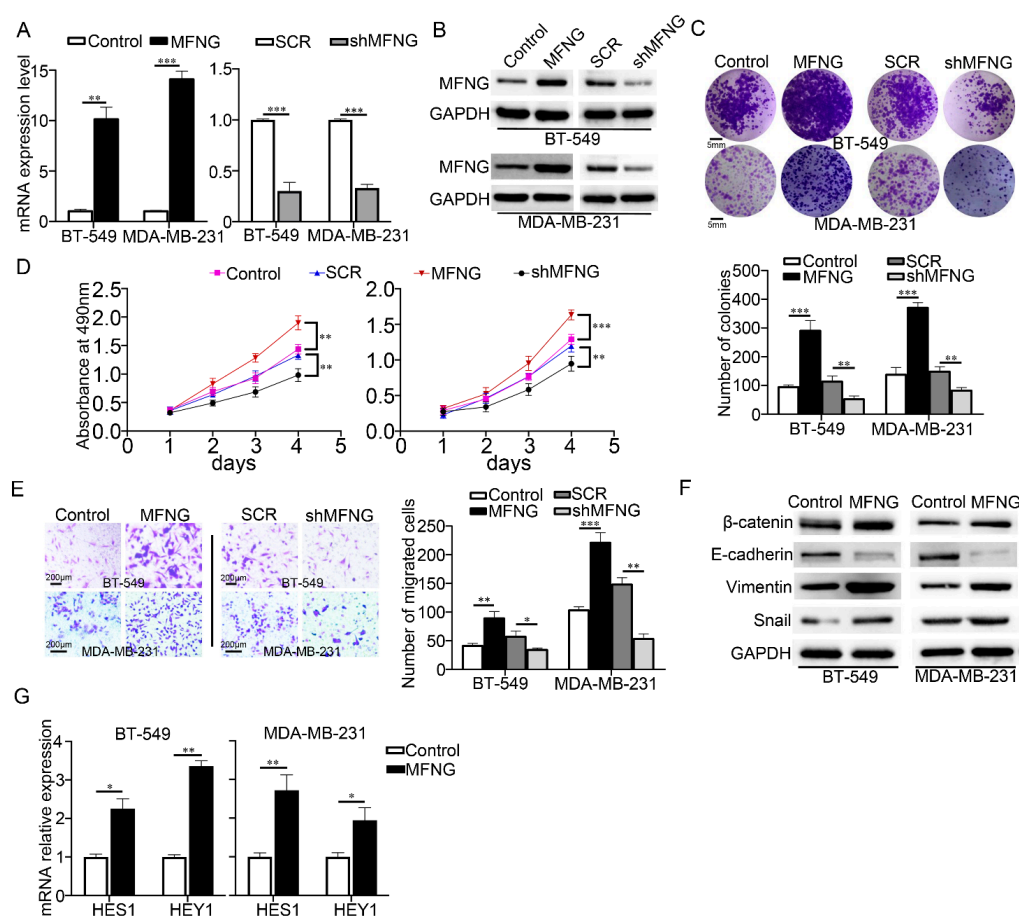 A
Control MFNG SCR shMFNG
mRNA expression level
15
10
5
0
** ***
BT-549 MDA-MB-231
1.5
1.0
0.5
0.0
*** ***
BT-549 MDA-MB-231
B
Control MFNG SCR shMFNG
MFNG
GAPDH
BT-549
MFNG
GAPDH
MDA-MB-231
C
Control MFNG SCR shMFNG
5mm
BT-549
5mm
MDA-MB-231
Control SCR
MFNG shMFNG
Number of colonies
500
400
300
200
100
0
*** ** *** **
BT-549 MDA-MB-231
D
Control SCR MFNG shMFNG
Absorbance at 490nm
2.5
2.0
1.5
1.0
0.5
0.0
**
**
0 1 2 3 4 5
days
2.0
1.5
1.0
0.5
0.0
***
**
0 1 2 3 4 5
days
E
Control MFNG SCR shMFNG
200μm 200μm
BT-549 BT-549
200μm 200μm
MDA-MB-231 MDA-MB-231
Control SCR
MFNG shMFNG
Number of migrated cells
250
200
150
100
50
0
** * *** **
BT-549 MDA-MB-231
F
Control MFNG Control MFNG
β-catenin
E-cadherin
Vimentin
Snail
GAPDH
BT-549 MDA-MB-231
G
BT-549 MDA-MB-231
Control
MFNG
mRNA relative expression
4
3
2
1
0
* ** ** *
HES1 HEY1 HES1 HEY1